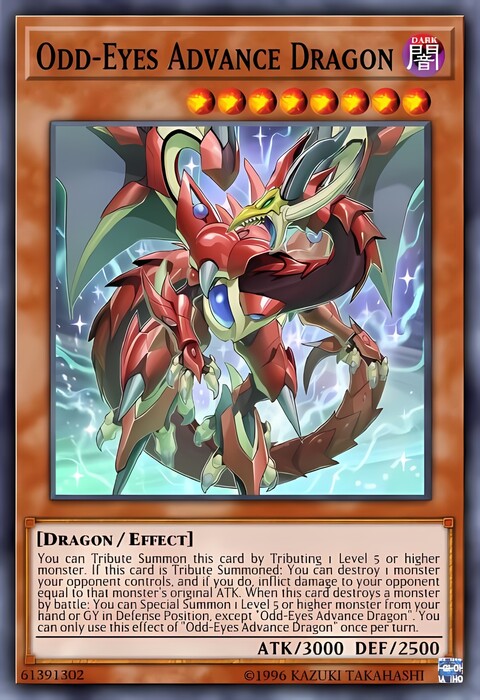 ODD-EYES ADVANCE DRAGON
DARK
闇
[DRAGON / EFFECT]
You can Tribute Summon this card by Tributing 1 Level 5 or higher
monster. If this card is Tribute Summoned: You can destroy 1 monster
your opponent controls, and if you do, inflict damage to your opponent
equal to that monster's original ATK. When this card destroys a monster
by battle: You can Special Summon 1 Level 5 or higher monster from your
hand or GY in Defense Position, except "Odd-Eyes Advance Dragon". You
can only use this effect of "Odd-Eyes Advance Dragon" once per turn.
ATK/3000 DEF/2500
61391302
©1996 KAZUKI TAKAHASHI